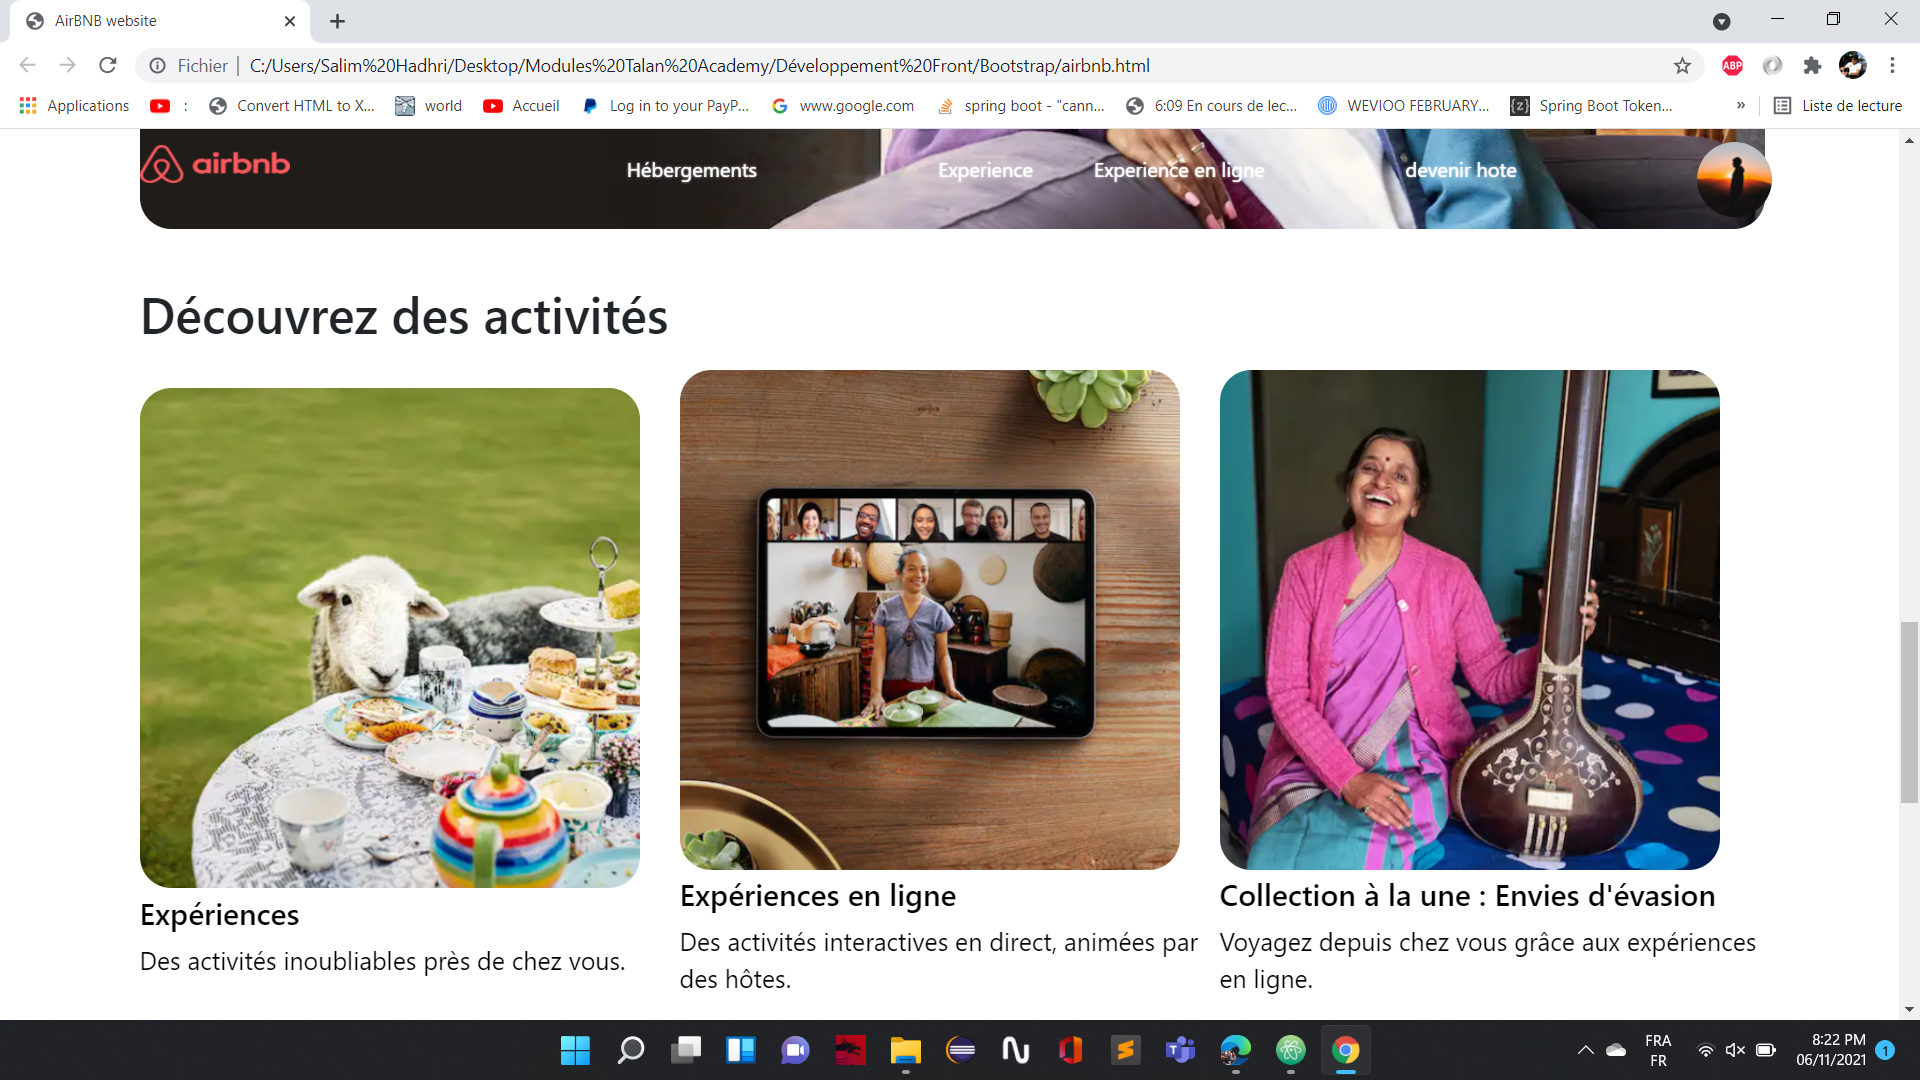 AirBNB website
Fichier | C:/Users/Salim%20Hadhri/Desktop/Modules%20Talan%20Academy/Développement%20Front/Bootstrap/airbnb.html
ABP
Applications : Convert HTML to X... world Accueil Log in to your PayP... www.google.com spring boot - "cann... 6:09 En cours de lec... WEVIOO FEBRUARY... Spring Boot Token... » Liste de lecture
airbnb Hébergements Experience Experience en ligne devenir hote
Découvrez des activités
Expériences
Des activités inoubliables près de chez vous.
Expériences en ligne
Des activités interactives en direct, animées par
des hôtes.
Collection à la une : Envies d'évasion
Voyagez depuis chez vous grâce aux expériences
en ligne.
FRA
FR
8:22 PM
06/11/2021
1